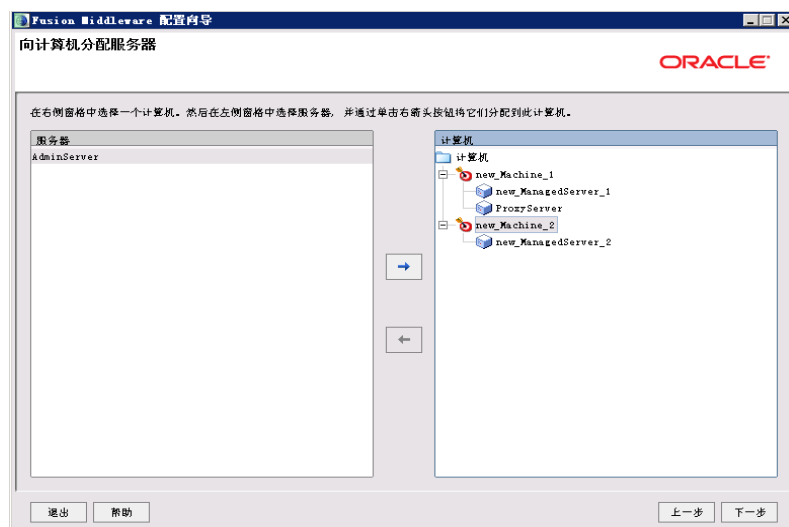 Fusion Middleware 配置向导
向计算机分配服务器
ORACLE
在右侧窗格中选择一个计算机。然后在左侧窗格中选择服务器, 并通过单击右箭头按钮将它们分配到此计算机。
服务器
AdminServer
计算机
计算机
new_Machine_1
new_ManagedServer_1
ProxyServer
new_Machine_2
new_ManagedServer_2
退出
帮助
上一步
下一步